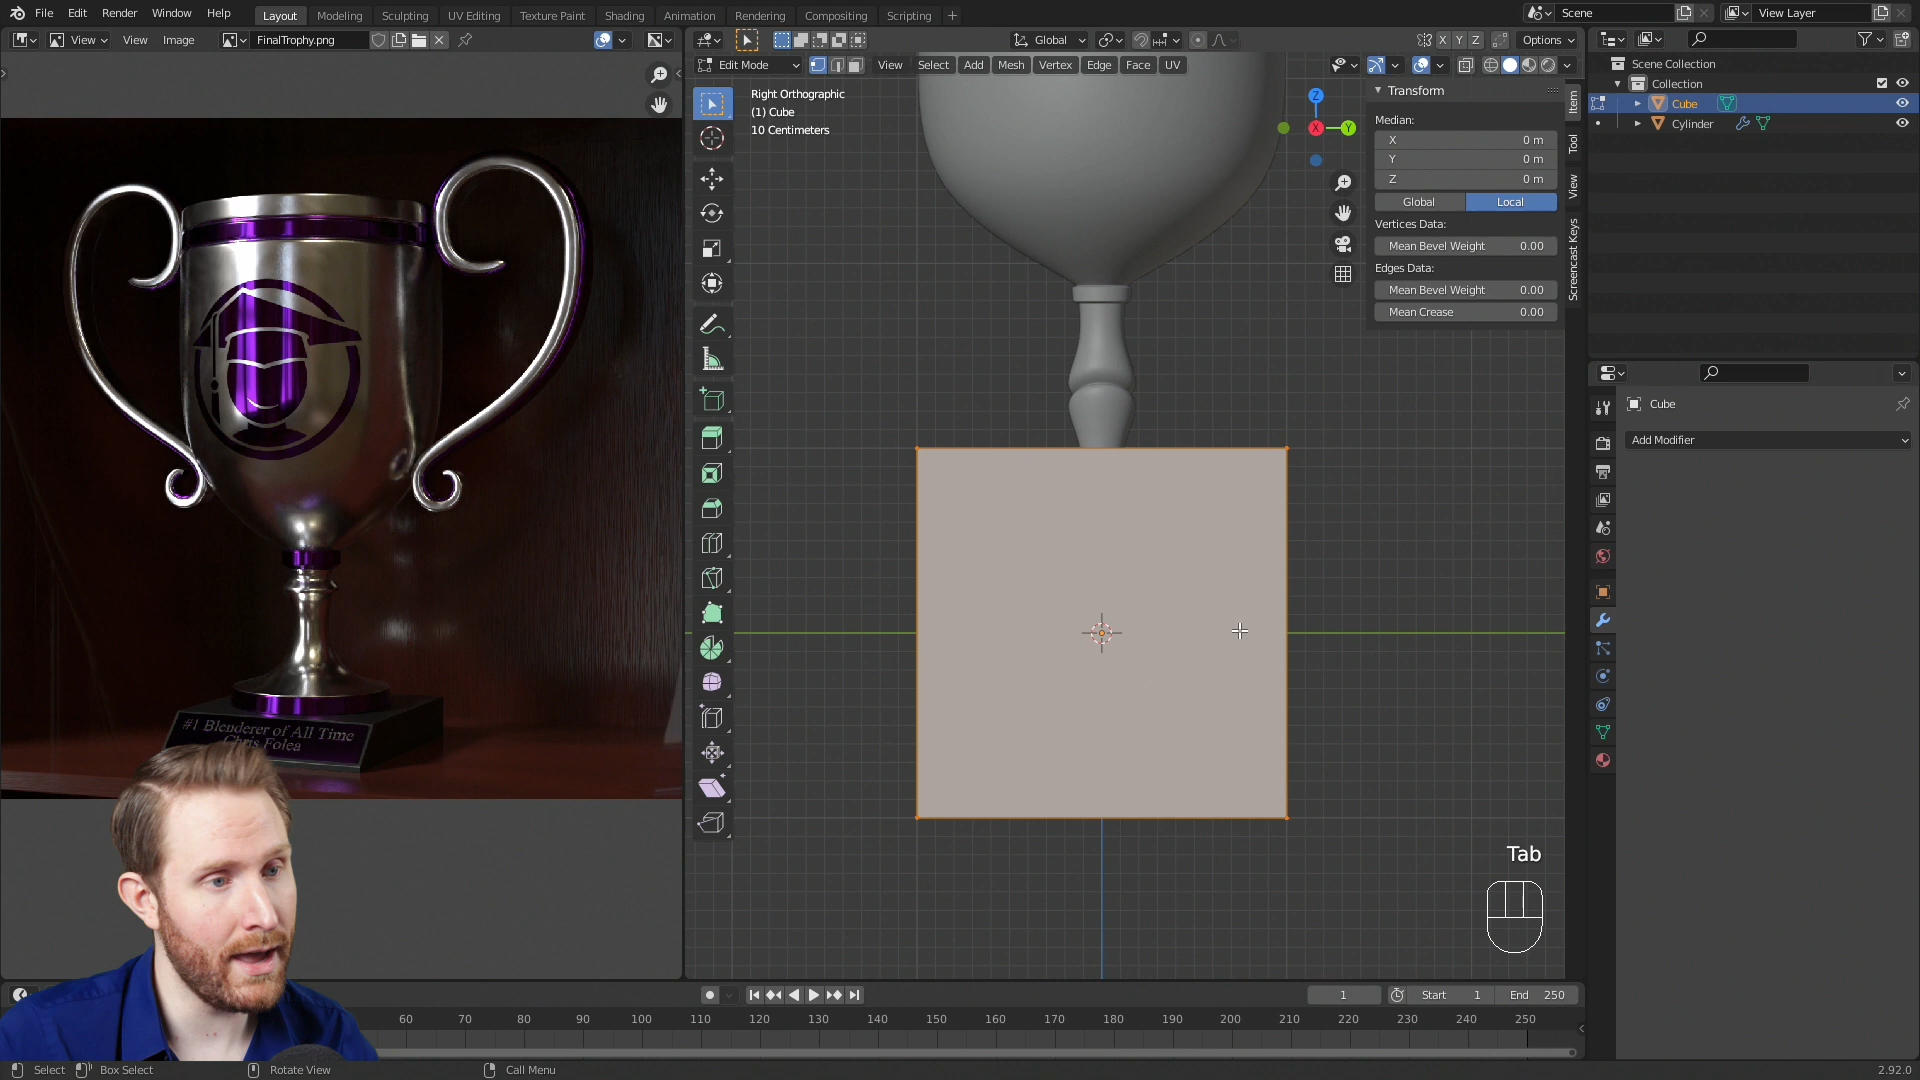 File Edit Render Window Help
Layout Modeling Sculpting UV Editing Texture Paint Shading Animation Rendering Compositing Scripting
Scene
View Layer
View View Image FinalTrophy.png
Global
X Y Z
Options
Edit Mode View Select Add Mesh Vertex Edge Face UV
Right Orthographic
(1) Cube
10 Centimeters
Z
X
Y
Transform
Median:
X 0 m
Y 0 m
Z 0 m
Global Local
Vertices Data:
Mean Bevel Weight 0.00
Edges Data:
Mean Bevel Weight 0.00
Mean Crease 0.00
Item
Tool
View
Screencast Keys
Scene Collection
Collection
Cube
Cylinder
Cube
Add Modifier
#1 Blenderer of All Time
Chris Folea
Tab
1
Start 1
End 250
60 70 80 90 100 110 120 130 140 150 160 170 180 190 200 210 220 230 240 250
Select Box Select Rotate View Call Menu
2.92.0